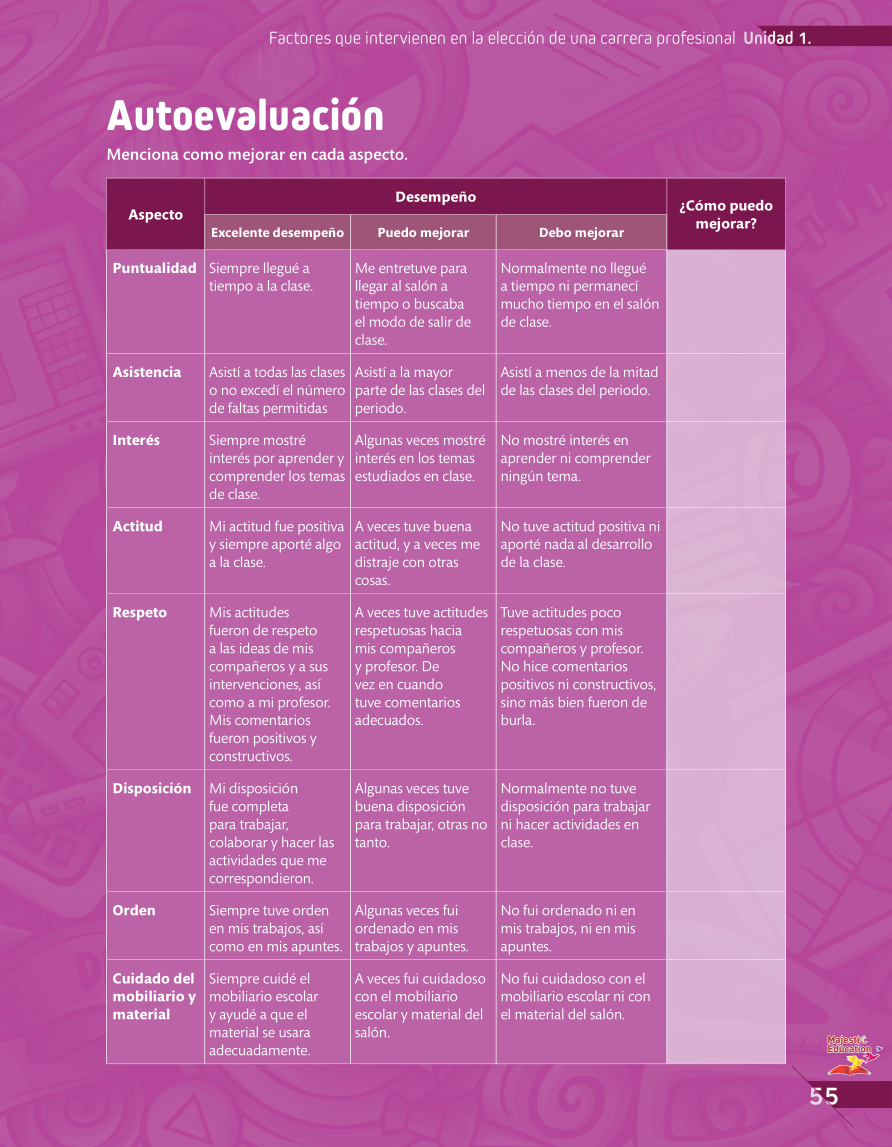 Factores que intervienen en la elección de una carrera profesional Unidad 1.
Autoevaluación
Menciona como mejorar en cada aspecto.
Aspecto
Desempeño
¿Cómo puedo
mejorar?
Excelente desempeño
Puedo mejorar
Debo mejorar
Puntualidad
Siempre llegué a
tiempo a la clase.
Me entretuve para
llegar al salón a
tiempo o buscaba
el modo de salir de
clase.
Normalmente no llegué
a tiempo ni permanecí
mucho tiempo en el salón
de clase.
Asistencia
Asistí a todas las clases
o no excedí el número
de faltas permitidas
Asistí a la mayor
parte de las clases del
periodo.
Asistí a menos de la mitad
de las clases del periodo.
Interés
Siempre mostré
interés por aprender y
comprender los temas
de clase.
Algunas veces mostré
interés en los temas
estudiados en clase.
No mostré interés en
aprender ni comprender
ningún tema.
Actitud
Mi actitud fue positiva
y siempre aporté algo
a la clase.
A veces tuve buena
actitud, y a veces me
distraje con otras
cosas.
No tuve actitud positiva ni
aporté nada al desarrollo
de la clase.
Respeto
Mis actitudes
fueron de respeto
a las ideas de mis
compañeros y a sus
intervenciones, así
como a mi profesor.
Mis comentarios
fueron positivos y
constructivos.
A veces tuve actitudes
respetuosas hacia
mis compañeros
y profesor. De
vez en cuando
tuve comentarios
adecuados.
Tuve actitudes poco
respetuosas con mis
compañeros y profesor.
No hice comentarios
positivos ni constructivos,
sino más bien fueron de
burla.
Disposición
Mi disposición
fue completa
para trabajar,
colaborar y hacer las
actividades que me
correspondieron.
Algunas veces tuve
buena disposición
para trabajar, otras no
tanto.
Normalmente no tuve
disposición para trabajar
ni hacer actividades en
clase.
Orden
Siempre tuve orden
en mis trabajos, así
como en mis apuntes.
Algunas veces fui
ordenado en mis
trabajos y apuntes.
No fui ordenado ni en
mis trabajos, ni en mis
apuntes.
Cuidado del
mobiliario y
material
Siempre cuidé el
mobiliario escolar
y ayudé a que el
material se usara
adecuadamente.
A veces fui cuidadoso
con el mobiliario
escolar y material del
salón.
No fui cuidadoso con el
mobiliario escolar ni con
el material del salón.
Majestic
Education
55